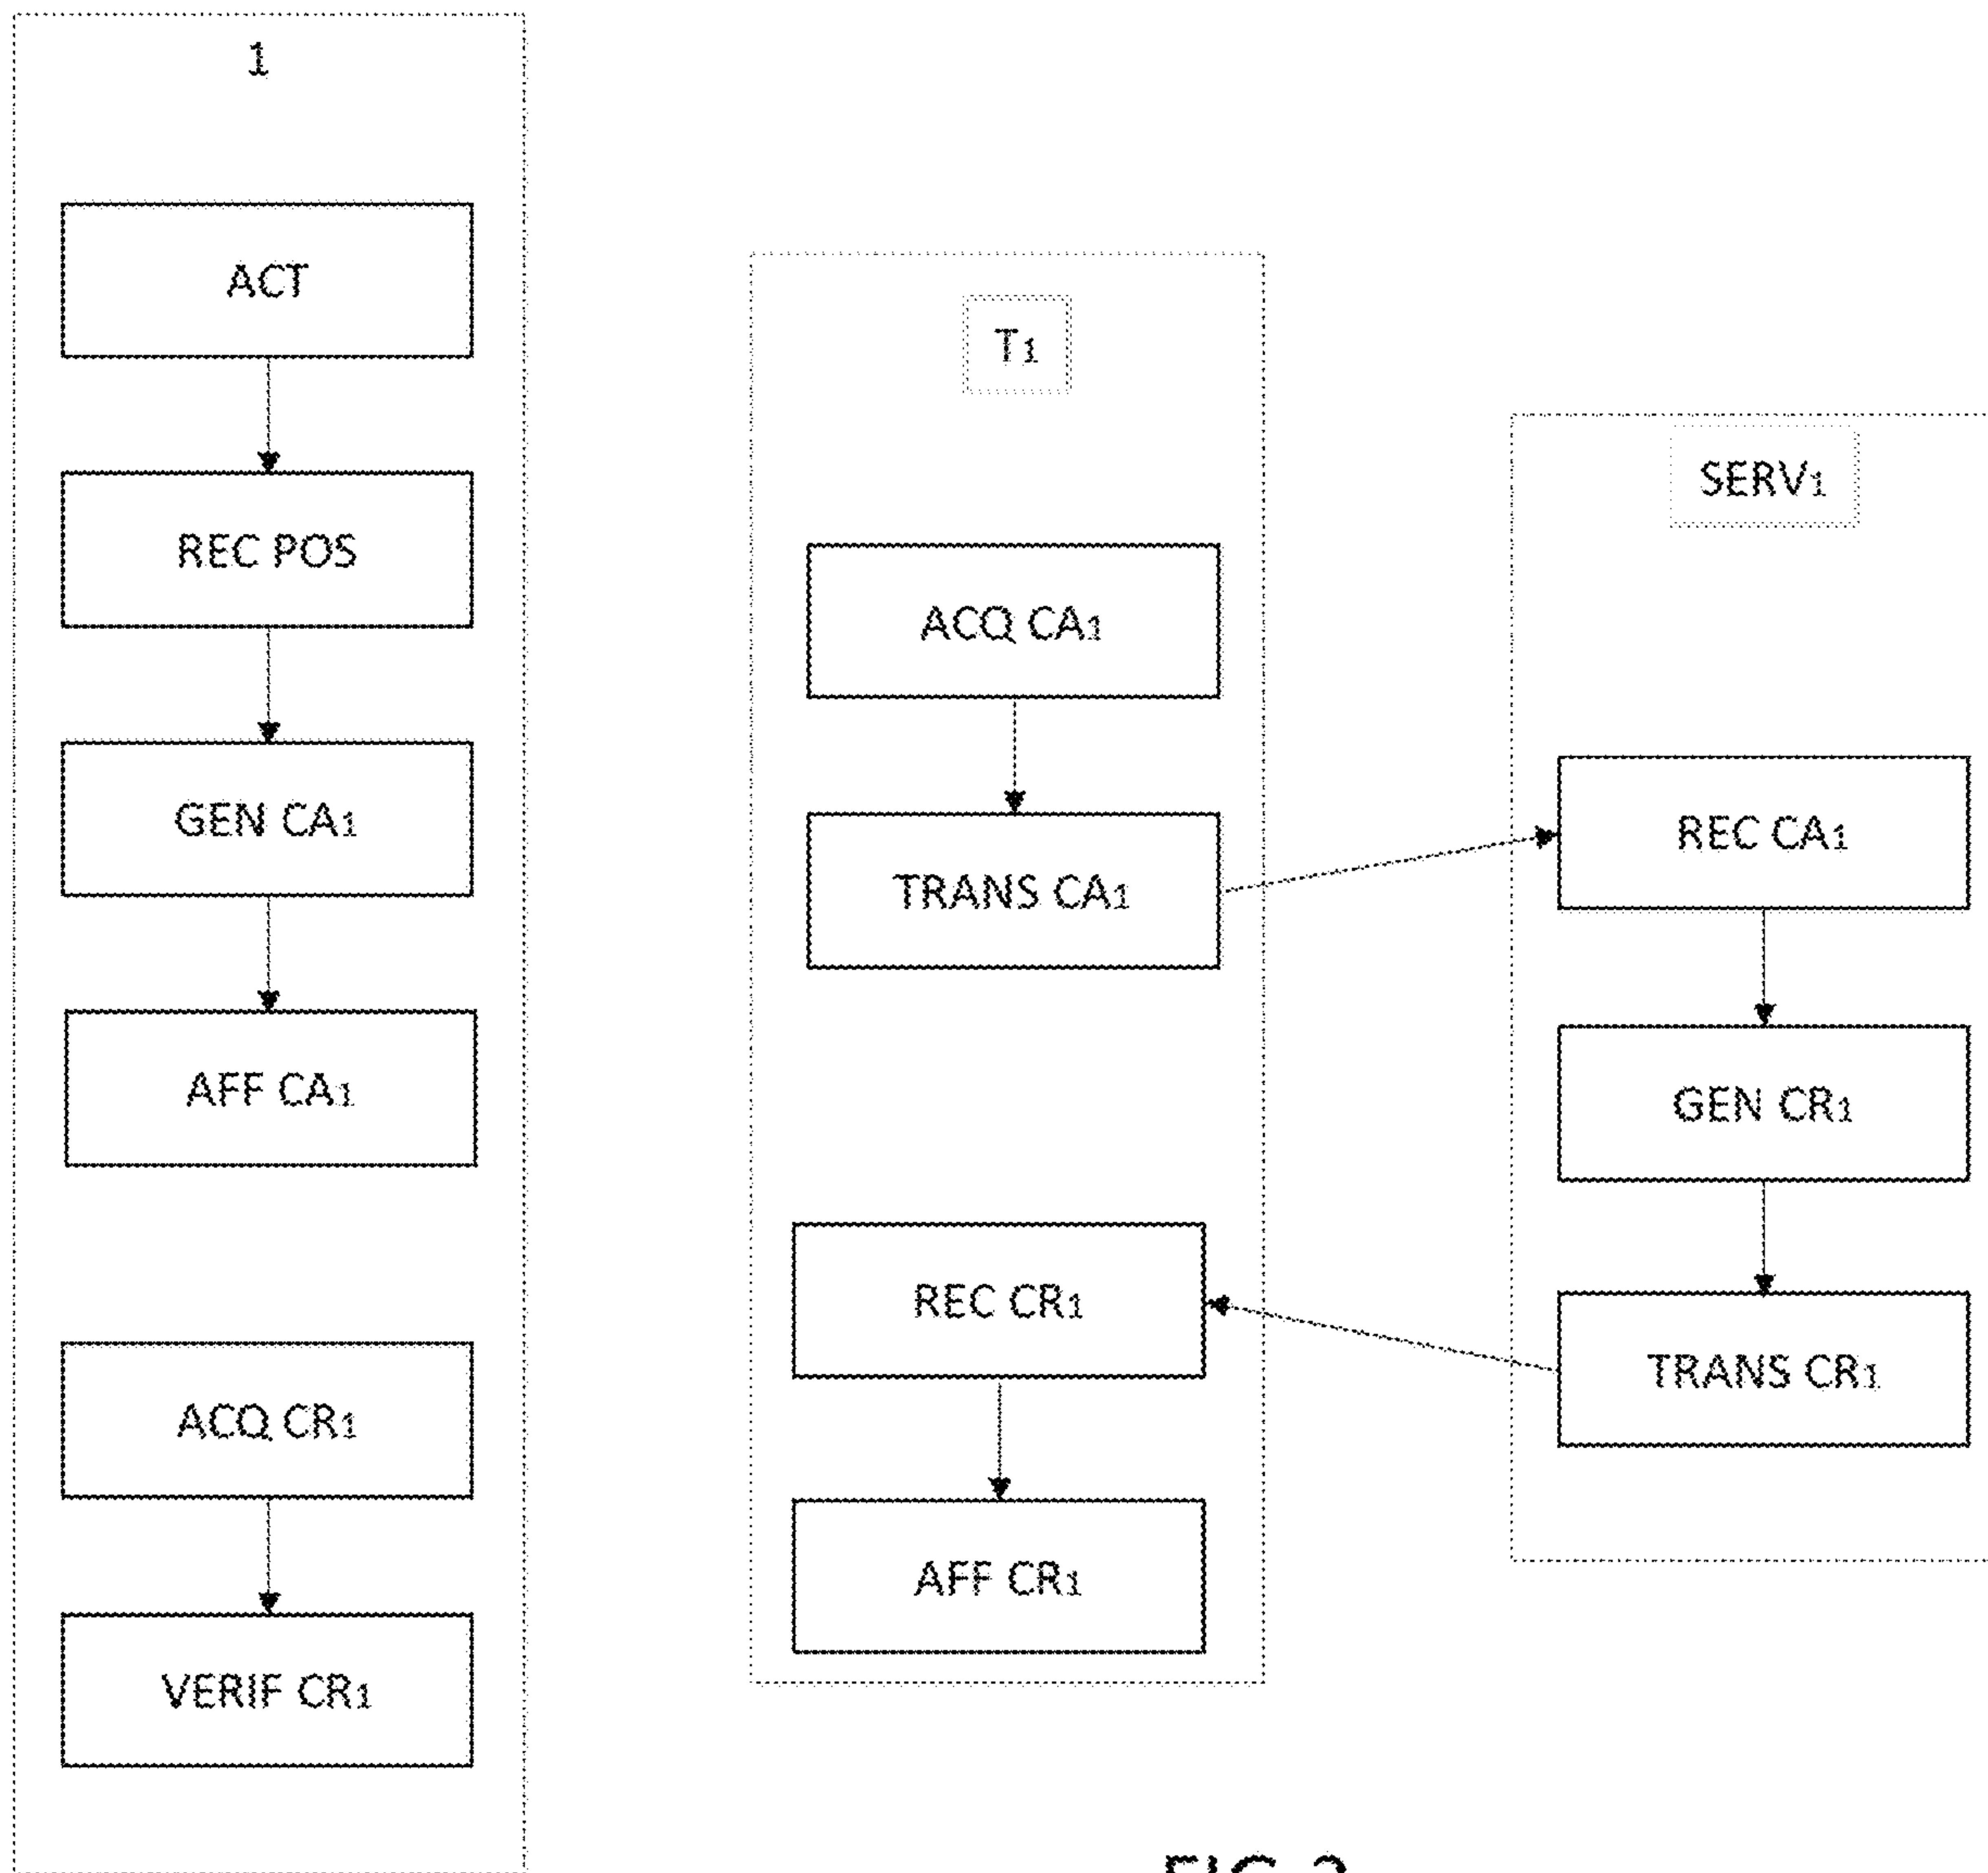 1
ACT
REC POS
GEN CA1
AFF CA1
ACQ CR1
VERIF CR1
T1
ACQ CA1
TRANS CA1
REC CR1
AFF CR1
SERV1
REC CA1
GEN CR1
TRANS CR1